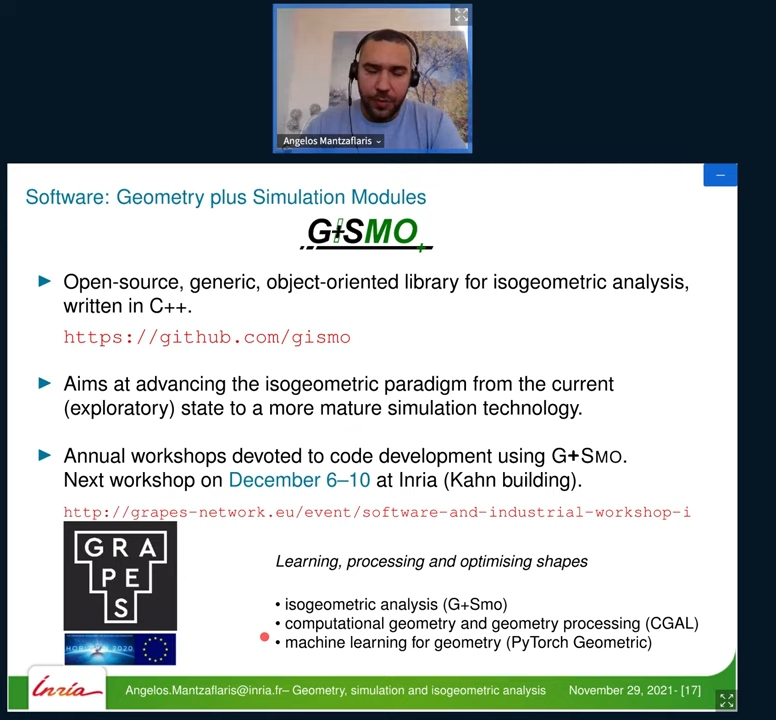 Angelos Mantzaflaris
Software: Geometry plus Simulation Modules
G+SMO
Open-source, generic, object-oriented library for isogeometric analysis,
written in C++.
https://github.com/gismo
Aims at advancing the isogeometric paradigm from the current
(exploratory) state to a more mature simulation technology.
Annual workshops devoted to code development using G+SMO.
Next workshop on December 6–10 at Inria (Kahn building).
http://grapes-network.eu/event/software-and-industrial-workshop-i
GRA
PE
S
HORIZON 2020
Learning, processing and optimising shapes
• isogeometric analysis (G+Smo)
• computational geometry and geometry processing (CGAL)
• machine learning for geometry (PyTorch Geometric)
Inria
Angelos.Mantzaflaris@inria.fr– Geometry, simulation and isogeometric analysis
November 29, 2021- [17]